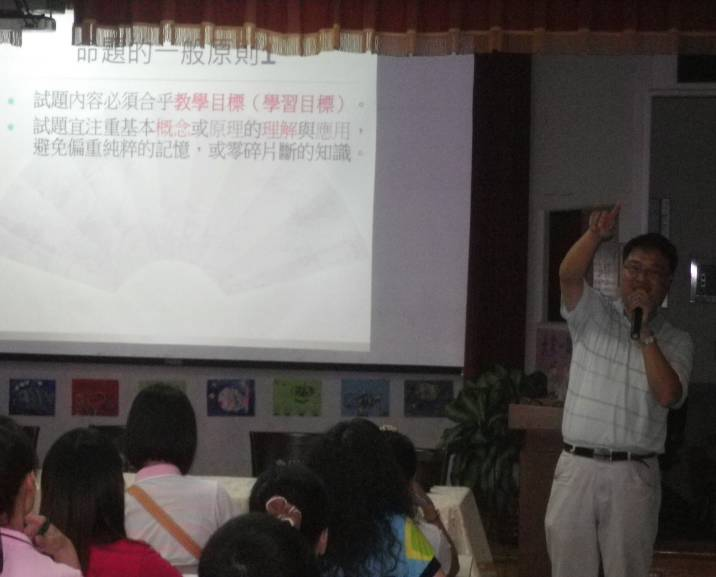 命題的一般原則1
試題內容必須合乎教學目標（學習目標）。
試題宜注重基本概念或原理的理解與應用，
避免偏重純粹的記憶，或零碎片斷的知識。